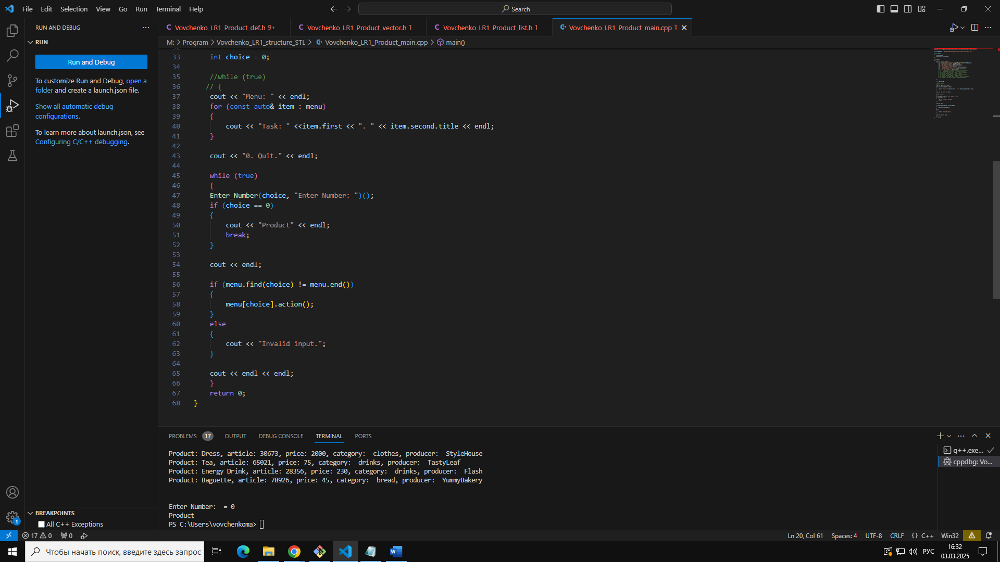 File Edit Selection View Go Run Terminal Help
Search
RUN AND DEBUG
RUN
Run and Debug
To customize Run and Debug, open a
folder and create a launch.json file.
Show all automatic debug
configurations.
To learn more about launch.json, see
Configuring C/C++ debugging.
Vovchenko_LR1_Product_def.h 9+
Vovchenko_LR1_Product_vector.h 1
Vovchenko_LR1_Product_list.h 1
Vovchenko_LR1_Product_main.cpp 1
M: > Program > Vovchenko_LR1_structure_STL > Vovchenko_LR1_Product_main.cpp > main()
33 int choice = 0;
34
35 //while (true)
36 // {
37 cout << "Menu: " << endl;
38 for (const auto& item : menu)
39 {
40 cout << "Task: " <<item.first << ". " << item.second.title << endl;
41 }
42
43 cout << "0. Quit." << endl;
44
45 while (true)
46 {
47 Enter_Number(choice, "Enter Number: ")();
48 if (choice == 0)
49 {
50 cout << "Product" << endl;
51 break;
52 }
53
54 cout << endl;
55
56 if (menu.find(choice) != menu.end())
57 {
58 menu[choice].action();
59 }
60 else
61 {
62 cout << "Invalid input.";
63 }
64
65 cout << endl << endl;
66 }
67 return 0;
68 }
PROBLEMS 17 OUTPUT DEBUG CONSOLE TERMINAL PORTS
Product: Dress, article: 30673, price: 2000, category:  clothes, producer:  StyleHouse
Product: Tea, article: 65021, price: 75, category:  drinks, producer:  TastyLeaf
Product: Energy Drink, article: 28356, price: 230, category:  drinks, producer:  Flash
Product: Baguette, article: 78926, price: 45, category:  bread, producer:  YummyBakery
Enter Number:  = 0
Product
PS C:\Users\vovchenkoma>
g++.exe...
cppdbg: Vo...
BREAKPOINTS
All C++ Exceptions
1
17 0 0
Ln 20, Col 61 Spaces: 4 UTF-8 CRLF {} C++ Win32
Чтобы начать поиск, введите здесь запрос
РУС
16:32
03.03.2025